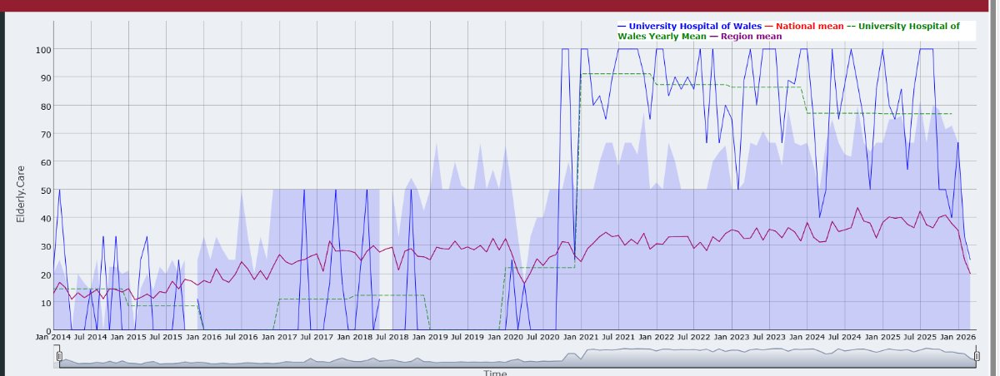 — University Hospital of Wales — National mean -- University Hospital of
Wales Yearly Mean — Region mean
100
90
80
70
60
50
40
30
20
10
0
Elderly.Care
Jan 2014 Jul 2014 Jan 2015 Jul 2015 Jan 2016 Jul 2016 Jan 2017 Jul 2017 Jan 2018 Jul 2018 Jan 2019 Jul 2019 Jan 2020 Jul 2020 Jan 2021 Jul 2021 Jan 2022 Jul 2022 Jan 2023 Jul 2023 Jan 2024 Jul 2024 Jan 2025 Jul 2025 Jan 2026
Time